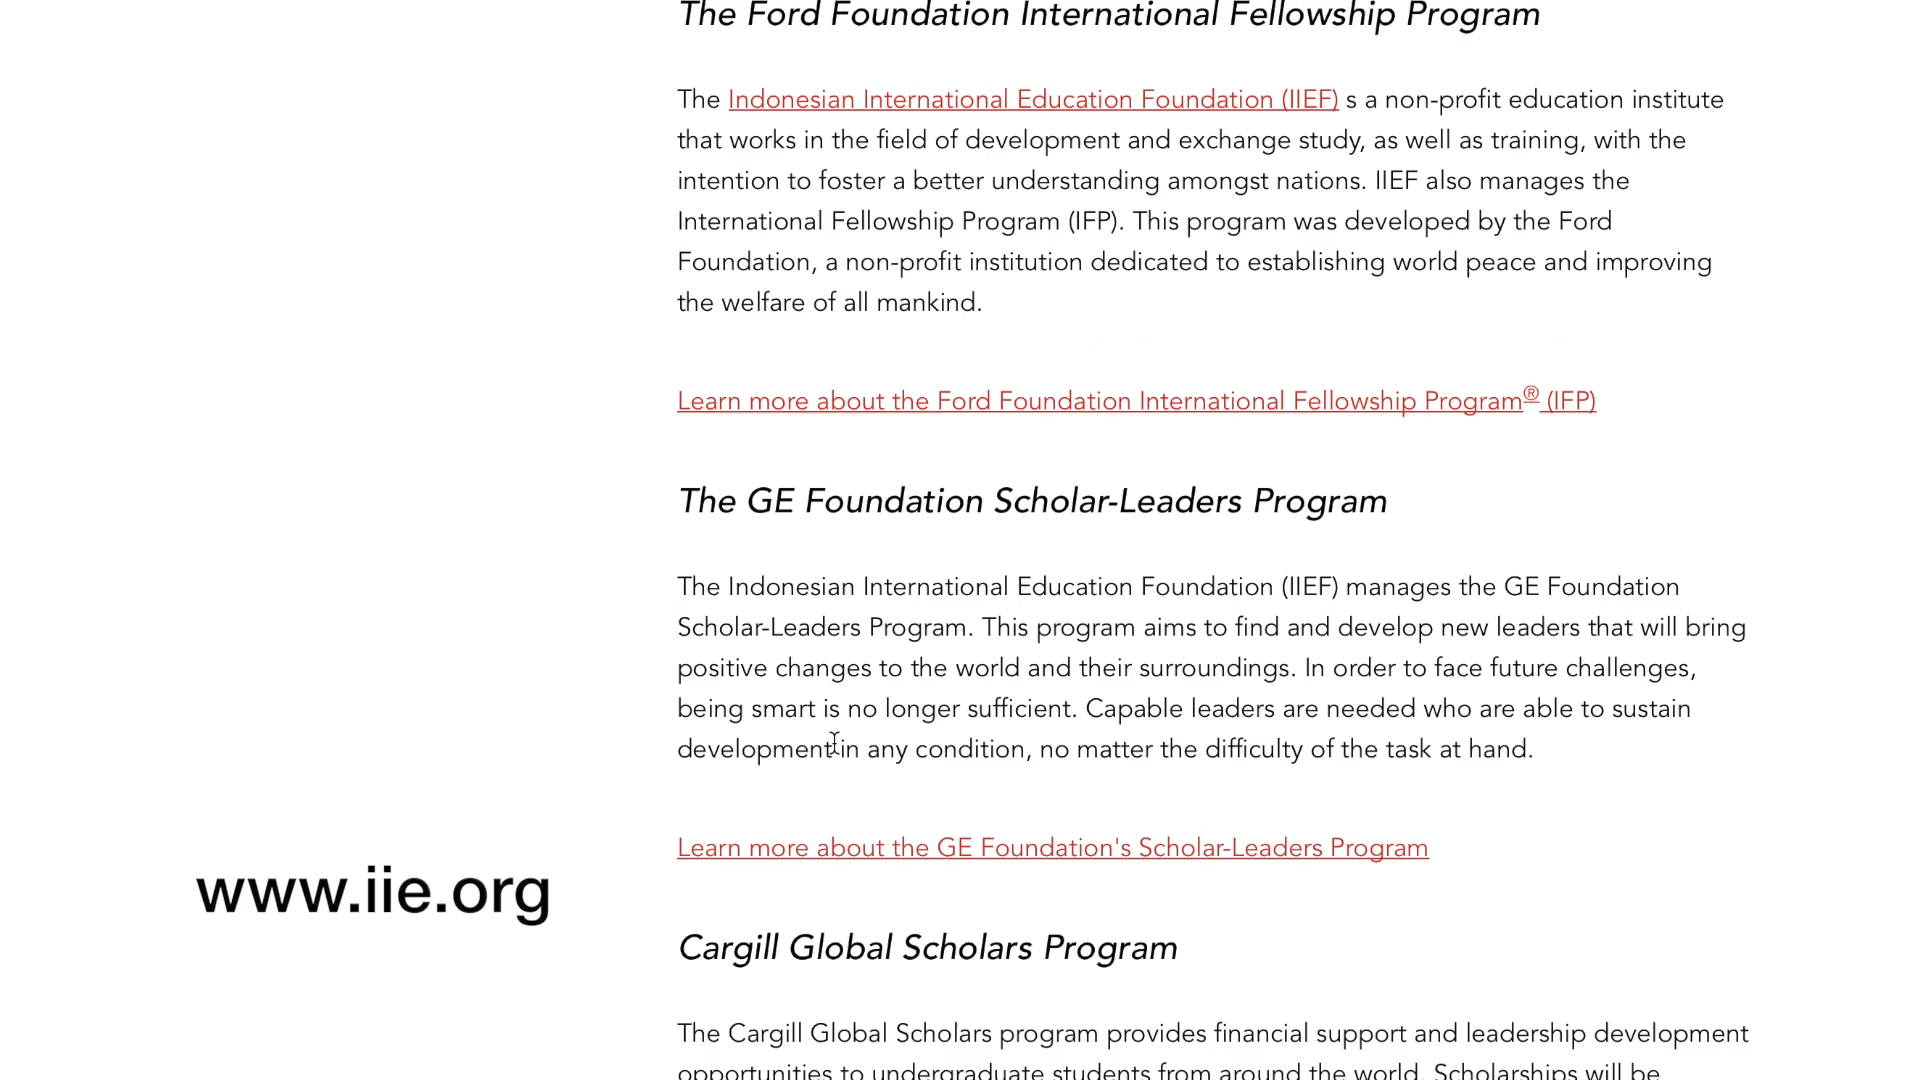 The Ford Foundation International Fellowship Program
The Indonesian International Education Foundation (IIEF) s a non-profit education institute
that works in the field of development and exchange study, as well as training, with the
intention to foster a better understanding amongst nations. IIEF also manages the
International Fellowship Program (IFP). This program was developed by the Ford
Foundation, a non-profit institution dedicated to establishing world peace and improving
the welfare of all mankind.
Learn more about the Ford Foundation International Fellowship Program® (IFP)
The GE Foundation Scholar-Leaders Program
The Indonesian International Education Foundation (IIEF) manages the GE Foundation
Scholar-Leaders Program. This program aims to find and develop new leaders that will bring
positive changes to the world and their surroundings. In order to face future challenges,
being smart is no longer sufficient. Capable leaders are needed who are able to sustain
development in any condition, no matter the difficulty of the task at hand.
Learn more about the GE Foundation's Scholar-Leaders Program
www.iie.org
Cargill Global Scholars Program
The Cargill Global Scholars program provides financial support and leadership development
opportunities to undergraduate students from around the world. Scholarships will be